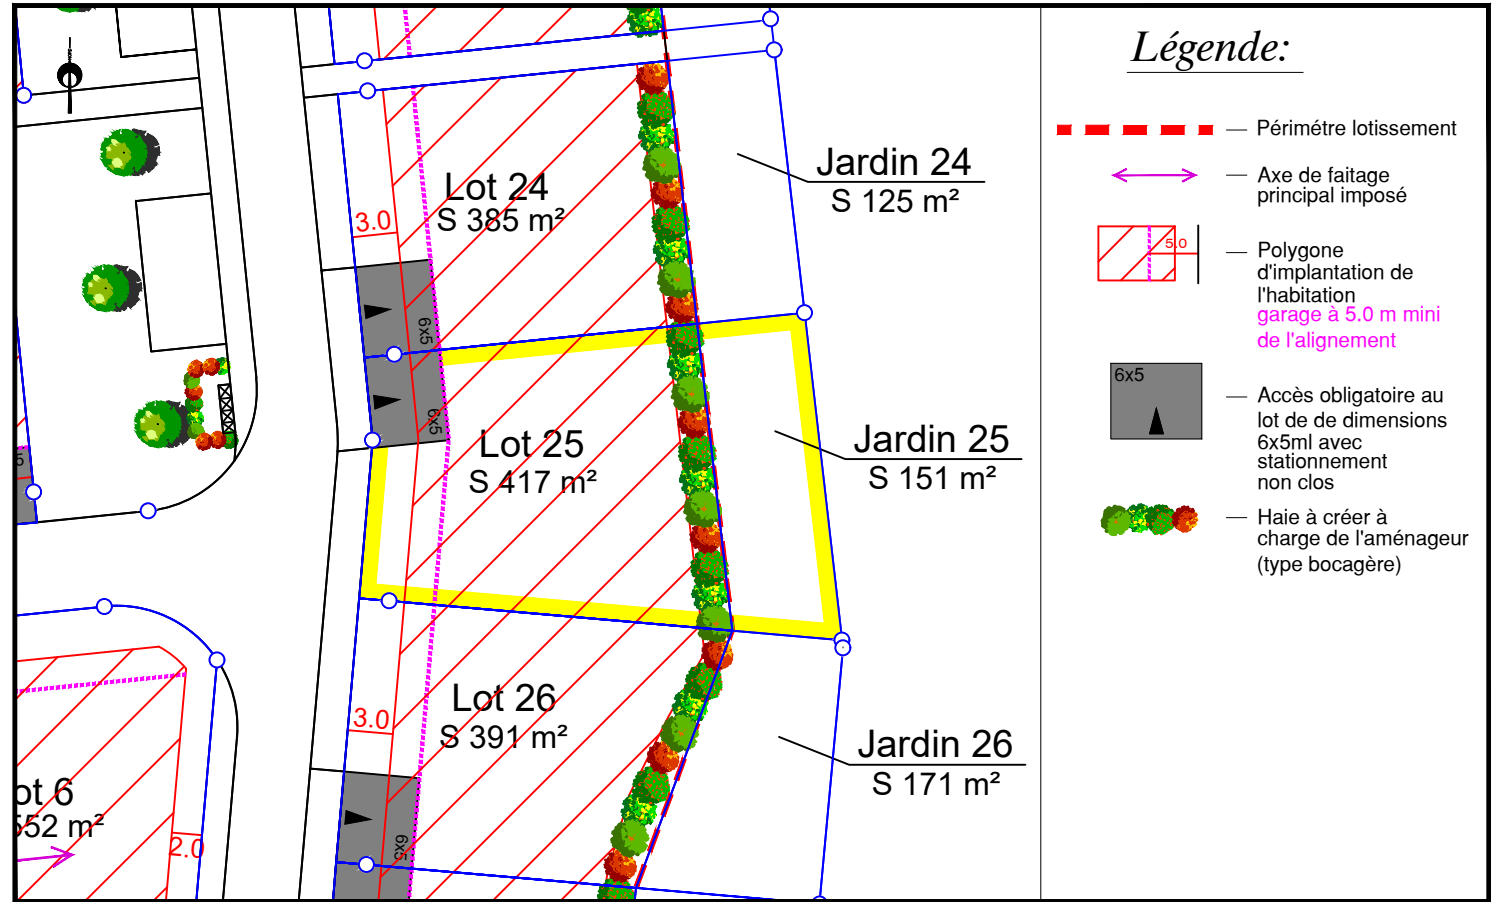 Légende:
Périmétre lotissement
Axe de faitage
principal imposé
5.0
Polygone
d'implantation de
l'habitation
garage à 5.0 m mini
de l'alignement
6x5
Accès obligatoire au
lot de de dimensions
6x5ml avec
stationnement
non clos
Haie à créer à
charge de l'aménageur
(type bocagère)
Lot 24
S 385 m²
3.0
Jardin 24
S 125 m²
6x5
6x5
Lot 25
S 417 m²
Jardin 25
S 151 m²
5
Lot 26
S 391 m²
3.0
Jardin 26
S 171 m²
6x5
ot 6
552 m²
2.0